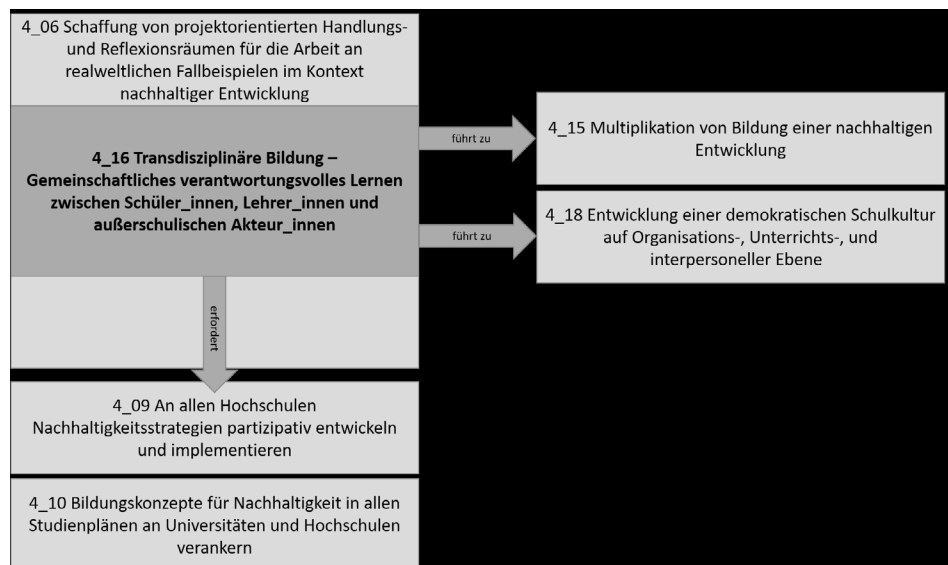 4_06 Schaffung von projektorientierten Handlungs-
und Reflexionsräumen für die Arbeit an
realweltlichen Fallbeispielen im Kontext
nachhaltiger Entwicklung
4_16 Transdisziplinäre Bildung –
Gemeinschaftliches verantwortungsvolles Lernen
zwischen Schüler_innen, Lehrer_innen und
außerschulischen Akteur_innen
führt zu
4_15 Multiplikation von Bildung einer nachhaltigen
Entwicklung
führt zu
4_18 Entwicklung einer demokratischen Schulkultur
auf Organisations-, Unterrichts-, und
interpersoneller Ebene
erfordert
4_09 An allen Hochschulen
Nachhaltigkeitsstrategien partizipativ entwickeln
und implementieren
4_10 Bildungskonzepte für Nachhaltigkeit in allen
Studienplänen an Universitäten und Hochschulen
verankern